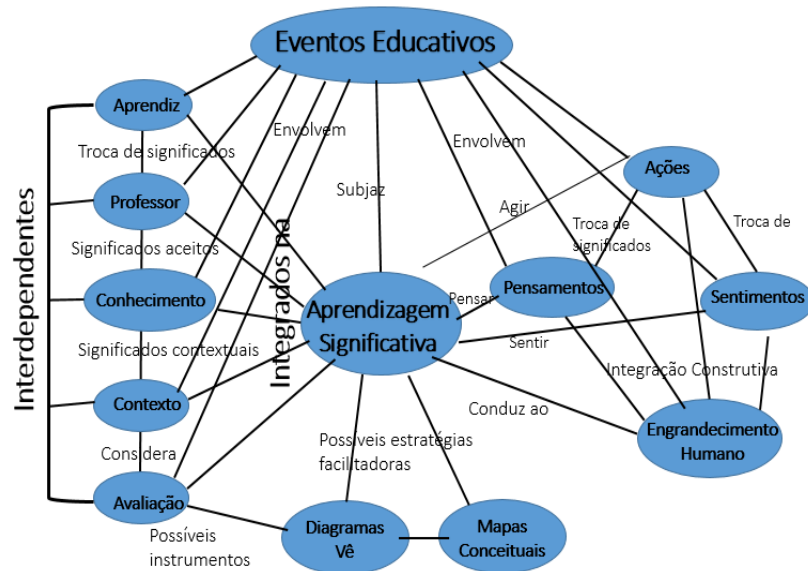 Eventos Educativos
Aprendiz
Envolvem
Envolvem
Troca de significados
Ações
Subjaz
Professor
Agir
Troca de
significados
Troca de
Significados aceitos
Interdependentes
Integrados na
Conhecimento
Aprendizagem
Significativa
Pensar
Pensamentos
Sentimentos
Significados contextuais
Sentir
Integração Construtiva
Contexto
Conduz ao
Engrandecimento
Humano
Considera
Possíveis estratégias
facilitadoras
Avaliação
Possíveis
instrumentos
Diagramas
Vê
Mapas
Conceituais